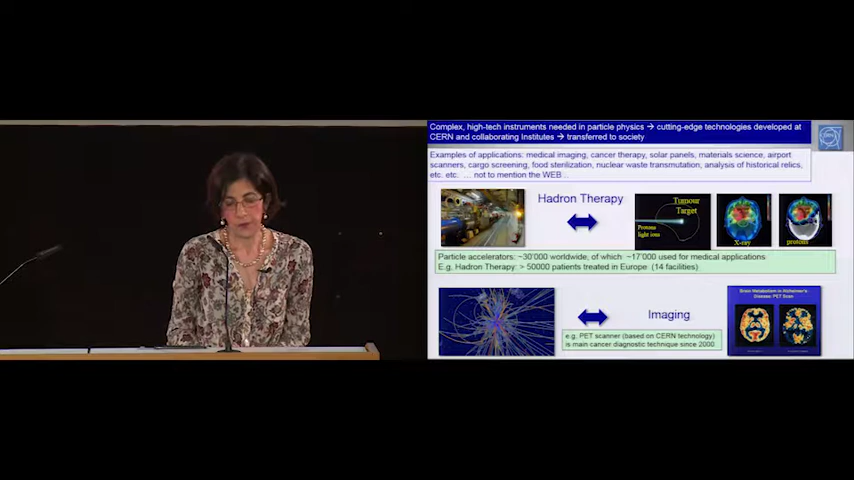 Complex, high-tech instruments needed in particle physics → cutting-edge technologies developed at
CERN and collaborating Institutes → transferred to society
Examples of applications: medical imaging, cancer therapy, solar panels, materials science, airport
scanners, cargo screening, food sterilization, nuclear waste transmutation, analysis of historical relics,
etc. etc. … not to mention the WEB ..
Hadron Therapy
Tumour
Target
Protons
light ions
X-ray
protons
Particle accelerators: ~30'000 worldwide, of which ~17'000 used for medical applications
E.g. Hadron Therapy: > 50000 patients treated in Europe (14 facilities)
Imaging
Brain Metabolism in Alzheimer's
Disease: PET Scan
e.g. PET scanner (based on CERN technology)
is main cancer diagnostic technique since 2000.